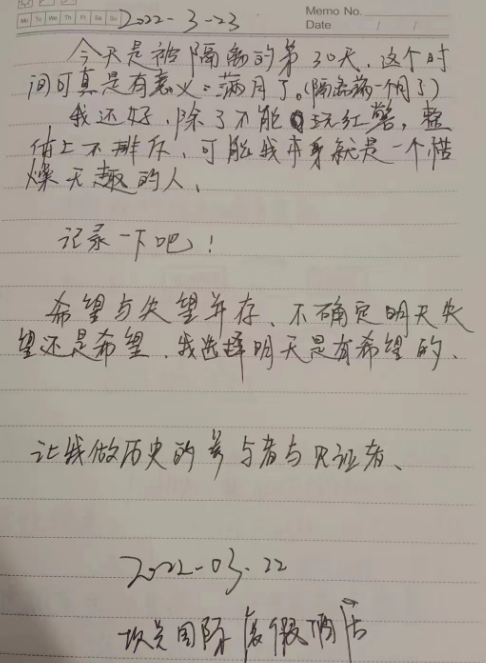 Mo Tu We Th Fr Sa Su
Memo No.
Date / /
2022-3-23
今天是被隔离的第30天，这个时
间可真是有意义：满月了。(隔离满一个月了)
我还好，除了不能玩红警，整
体上不排斥，可能我本身就是一个枯
燥无趣的人、
记录一下吧！
希望与失望并存、不确定明天失
望还是希望、我选择明天是有希望的、
让我做历史的参与者与见证者、
2022-03.22
国际度假酒店